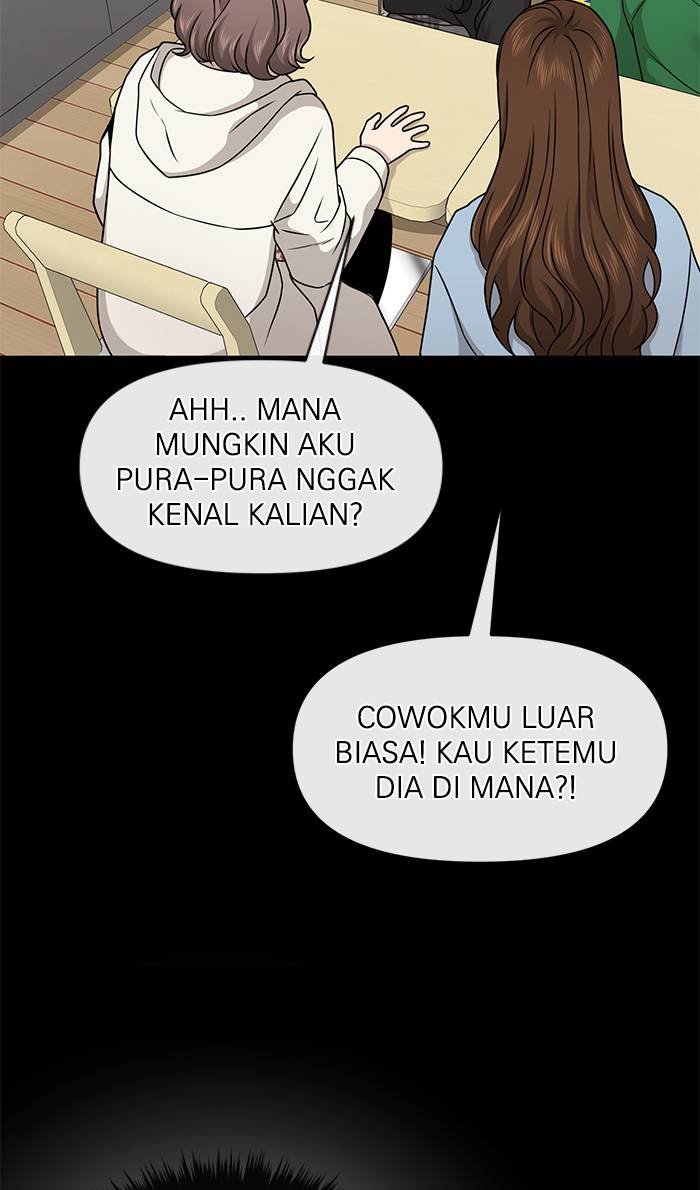 AHH.. MANA
MUNGKIN AKU
PURA-PURA NGGAK
KENAL KALIAN?
COWOKMU LUAR
BIASA! KAU KETEMU
DIA DI MANA?!